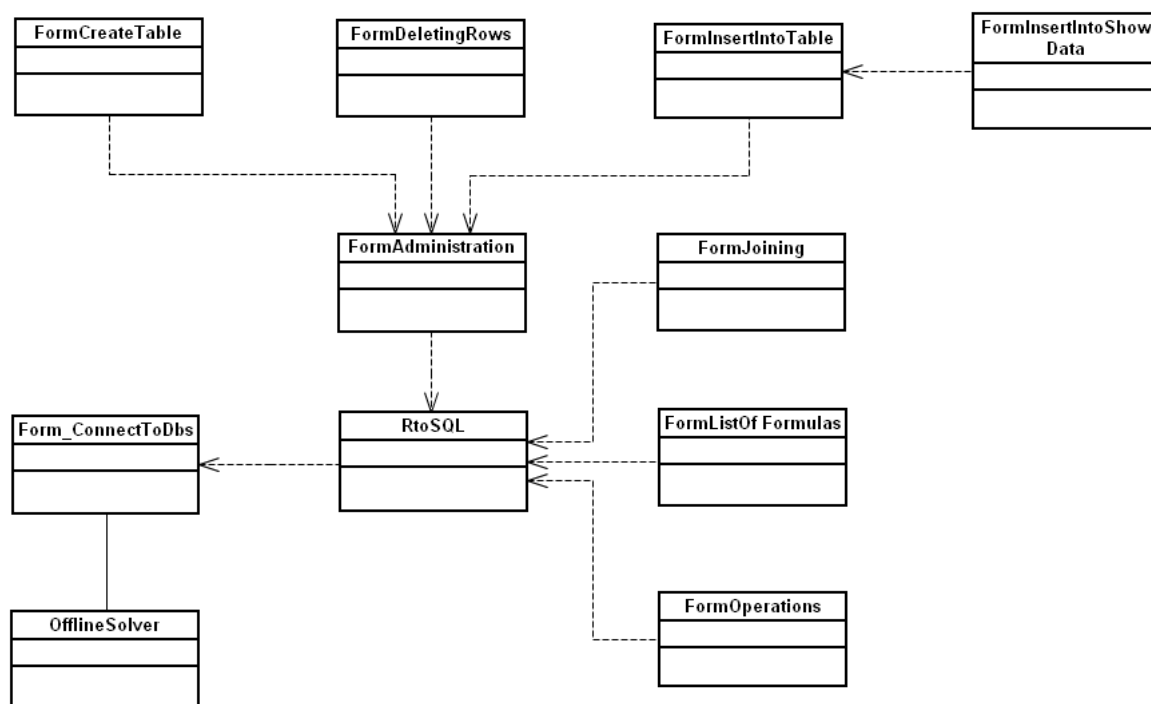 FormCreateTable
FormDeletingRows
FormInsertIntoTable
FormInsertIntoShow
Data
FormAdministration
FormJoining
Form_ConnectToDbs
RtoSQL
FormListOf Formulas
OfflineSolver
FormOperations